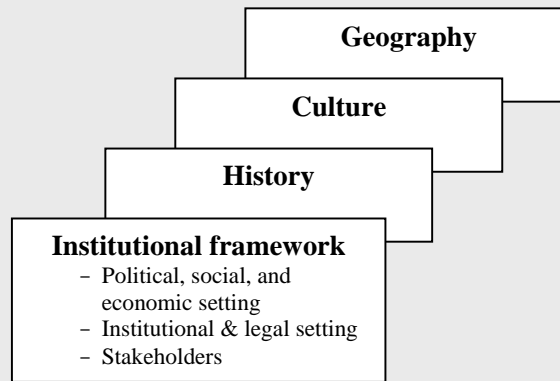 Geography
Culture
History
Institutional framework
– Political, social, and
economic setting
– Institutional & legal setting
– Stakeholders